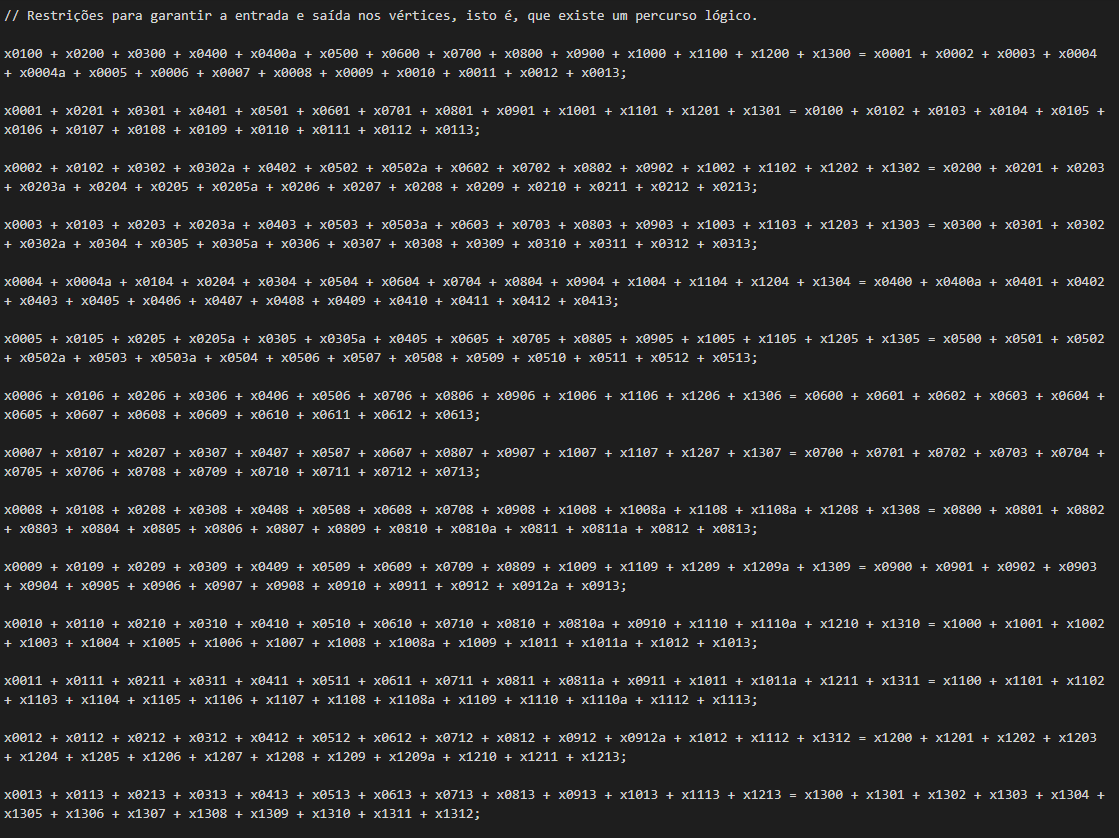 // Restrições para garantir a entrada e saída nos vértices, isto é, que existe um percurso lógico.
x0100 + x0200 + x0300 + x0400 + x0400a + x0500 + x0600 + x0700 + x0800 + x0900 + x1000 + x1100 + x1200 + x1300 = x0001 + x0002 + x0003 + x0004
+ x0004a + x0005 + x0006 + x0007 + x0008 + x0009 + x0010 + x0011 + x0012 + x0013;
x0001 + x0201 + x0301 + x0401 + x0501 + x0601 + x0701 + x0801 + x0901 + x1001 + x1101 + x1201 + x1301 = x0100 + x0102 + x0103 + x0104 + x0105 +
x0106 + x0107 + x0108 + x0109 + x0110 + x0111 + x0112 + x0113;
x0002 + x0102 + x0302 + x0302a + x0402 + x0502 + x0502a + x0602 + x0702 + x0802 + x0902 + x1002 + x1102 + x1202 + x1302 = x0200 + x0201 + x0203
+ x0203a + x0204 + x0205 + x0205a + x0206 + x0207 + x0208 + x0209 + x0210 + x0211 + x0212 + x0213;
x0003 + x0103 + x0203 + x0203a + x0403 + x0503 + x0503a + x0603 + x0703 + x0803 + x0903 + x1003 + x1103 + x1203 + x1303 = x0300 + x0301 + x0302
+ x0302a + x0304 + x0305 + x0305a + x0306 + x0307 + x0308 + x0309 + x0310 + x0311 + x0312 + x0313;
x0004 + x0004a + x0104 + x0204 + x0304 + x0504 + x0604 + x0704 + x0804 + x0904 + x1004 + x1104 + x1204 + x1304 = x0400 + x0400a + x0401 + x0402
+ x0403 + x0405 + x0406 + x0407 + x0408 + x0409 + x0410 + x0411 + x0412 + x0413;
x0005 + x0105 + x0205 + x0205a + x0305 + x0305a + x0405 + x0605 + x0705 + x0805 + x0905 + x1005 + x1105 + x1205 + x1305 = x0500 + x0501 + x0502
+ x0502a + x0503 + x0503a + x0504 + x0506 + x0507 + x0508 + x0509 + x0510 + x0511 + x0512 + x0513;
x0006 + x0106 + x0206 + x0306 + x0406 + x0506 + x0706 + x0806 + x0906 + x1006 + x1106 + x1206 + x1306 = x0600 + x0601 + x0602 + x0603 + x0604 +
x0605 + x0607 + x0608 + x0609 + x0610 + x0611 + x0612 + x0613;
x0007 + x0107 + x0207 + x0307 + x0407 + x0507 + x0607 + x0807 + x0907 + x1007 + x1107 + x1207 + x1307 = x0700 + x0701 + x0702 + x0703 + x0704 +
x0705 + x0706 + x0708 + x0709 + x0710 + x0711 + x0712 + x0713;
x0008 + x0108 + x0208 + x0308 + x0408 + x0508 + x0608 + x0708 + x0908 + x1008 + x1008a + x1108 + x1108a + x1208 + x1308 = x0800 + x0801 + x0802
+ x0803 + x0804 + x0805 + x0806 + x0807 + x0809 + x0810 + x0810a + x0811 + x0811a + x0812 + x0813;
x0009 + x0109 + x0209 + x0309 + x0409 + x0509 + x0609 + x0709 + x0809 + x1009 + x1109 + x1209 + x1209a + x1309 = x0900 + x0901 + x0902 + x0903
+ x0904 + x0905 + x0906 + x0907 + x0908 + x0910 + x0911 + x0912 + x0912a + x0913;
x0010 + x0110 + x0210 + x0310 + x0410 + x0510 + x0610 + x0710 + x0810 + x0810a + x0910 + x1110 + x1110a + x1210 + x1310 = x1000 + x1001 + x1002
+ x1003 + x1004 + x1005 + x1006 + x1007 + x1008 + x1008a + x1009 + x1011 + x1011a + x1012 + x1013;
x0011 + x0111 + x0211 + x0311 + x0411 + x0511 + x0611 + x0711 + x0811 + x0811a + x0911 + x1011 + x1011a + x1211 + x1311 = x1100 + x1101 + x1102
+ x1103 + x1104 + x1105 + x1106 + x1107 + x1108 + x1108a + x1109 + x1110 + x1110a + x1112 + x1113;
x0012 + x0112 + x0212 + x0312 + x0412 + x0512 + x0612 + x0712 + x0812 + x0912 + x0912a + x1012 + x1112 + x1312 = x1200 + x1201 + x1202 + x1203
+ x1204 + x1205 + x1206 + x1207 + x1208 + x1209 + x1209a + x1210 + x1211 + x1213;
x0013 + x0113 + x0213 + x0313 + x0413 + x0513 + x0613 + x0713 + x0813 + x0913 + x1013 + x1113 + x1213 = x1300 + x1301 + x1302 + x1303 + x1304 +
x1305 + x1306 + x1307 + x1308 + x1309 + x1310 + x1311 + x1312;